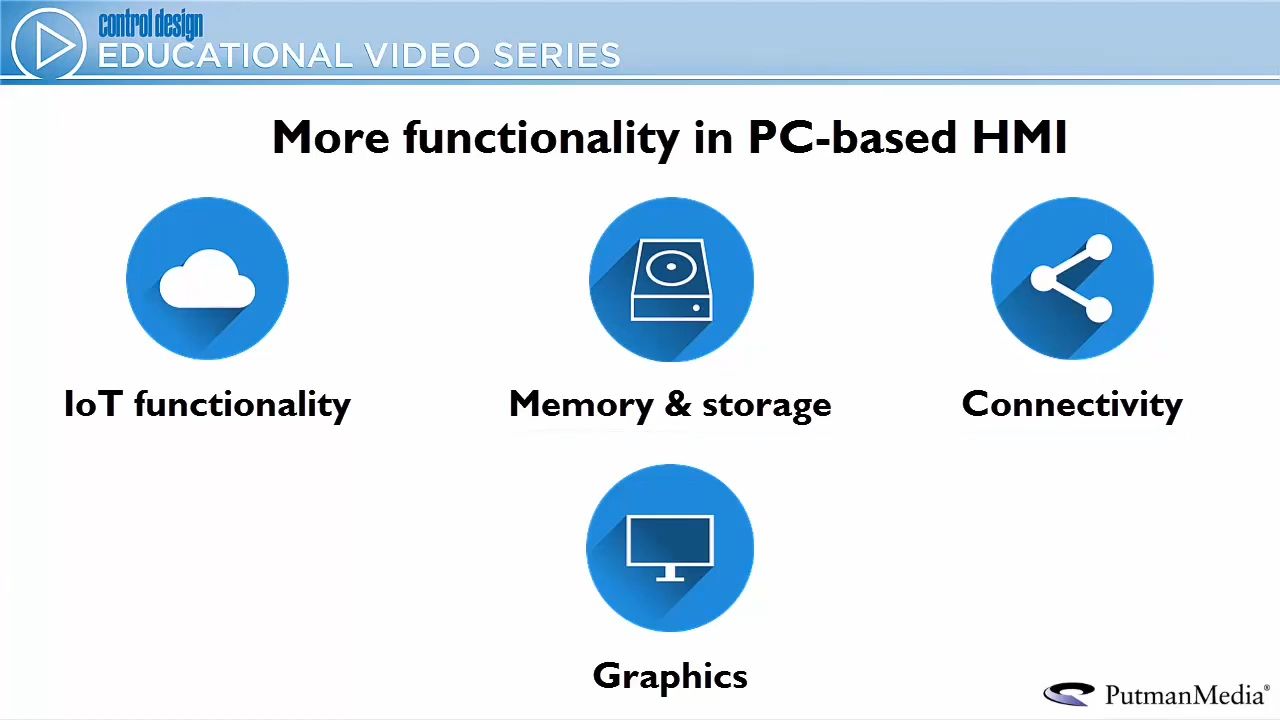 control design
EDUCATIONAL VIDEO SERIES
More functionality in PC-based HMI
IoT functionality
Memory & storage
Connectivity
Graphics
PutmanMedia®